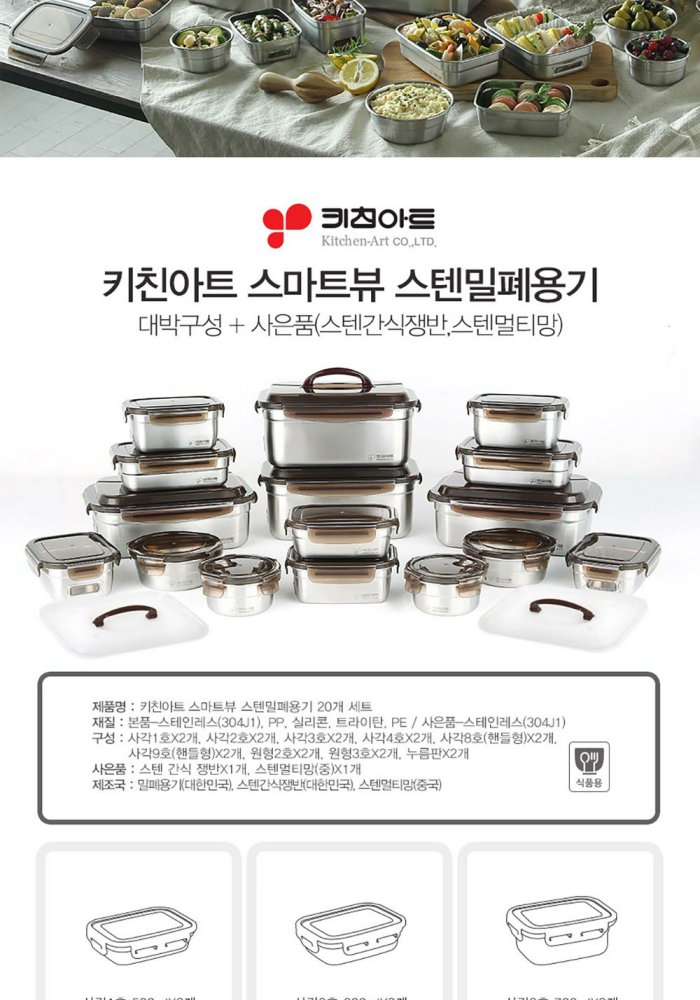 키친아트
Kitchen-Art CO.,LTD.
키친아트 스마트뷰 스텐밀폐용기
대박구성 + 사은품(스텐간식쟁반,스텐멀티망)
제품명 : 키친아트 스마트뷰 스텐밀폐용기 20개 세트
재질 : 본품-스테인레스(304J1), PP, 실리콘, 트라이탄, PE / 사은품-스테인레스(304J1)
구성 : 사각1호X2개, 사각2호X2개, 사각3호X2개, 사각4호X2개, 사각8호(핸들형)X2개,
사각9호(핸들형)X2개, 원형2호X2개, 원형3호X2개, 누름판X2개
사은품 : 스텐 간식 쟁반X1개, 스텐멀티망(중)X1개
제조국 : 밀폐용기(대한민국), 스텐간식쟁반(대한민국), 스텐멀티망(중국)
식품용